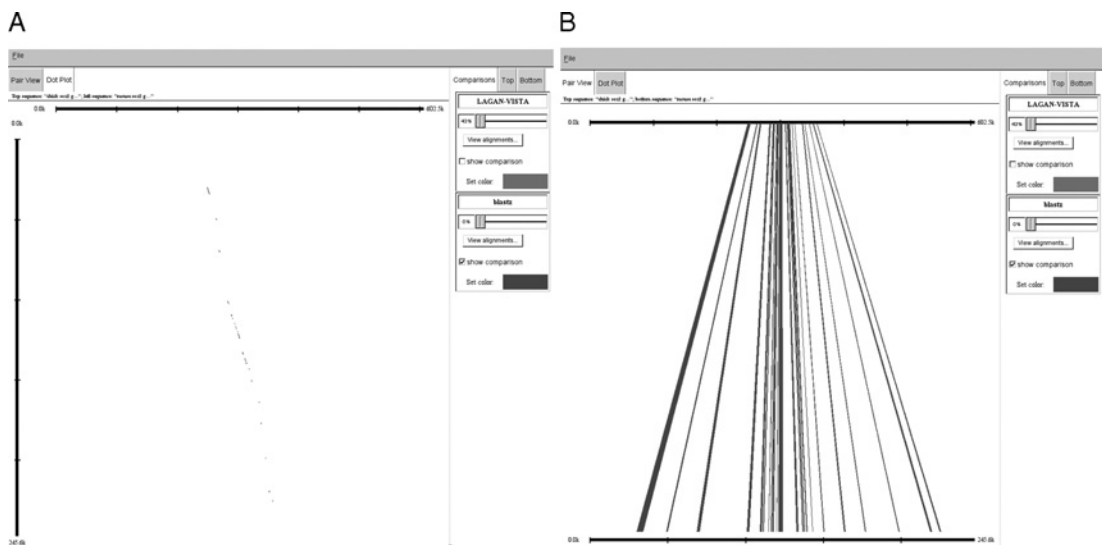 A
File
Pair View Dot Plot
Comparisons Top Bottom
0.0k 602.5k
0.0k
245.6k
LAGAN-VISTA
View alignments...
show comparison
Set color:
blastz
0%
View alignments...
show comparison
Set color:
B
File
Pair View Dot Plot
Comparisons Top Bottom
0.0k 602.5k
0.0k 245.6k
LAGAN-VISTA
View alignments...
show comparison
Set color:
blastz
0%
View alignments...
show comparison
Set color: